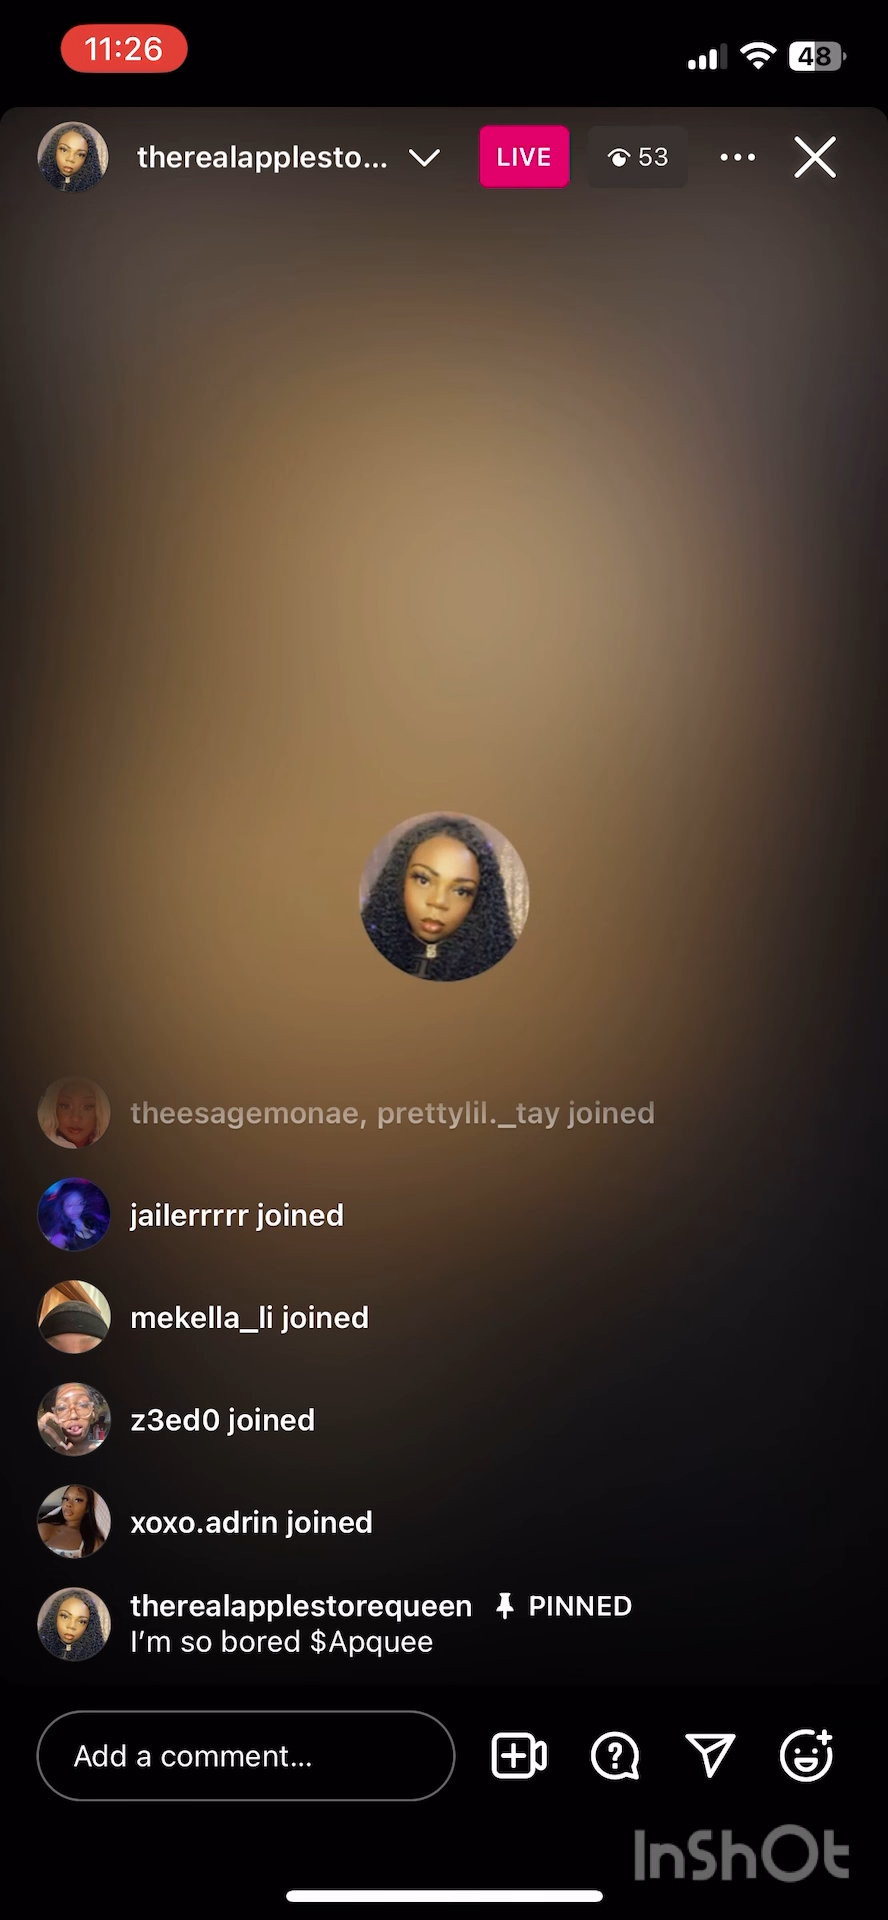 11:26
48
therealapplesto...
LIVE
53
theesagemonae, prettylil._tay joined
jailerrrrr joined
mekella_li joined
z3ed0 joined
xoxo.adrin joined
therealapplestorequeen PINNED
I’m so bored $Apquee
Add a comment...
InShOt